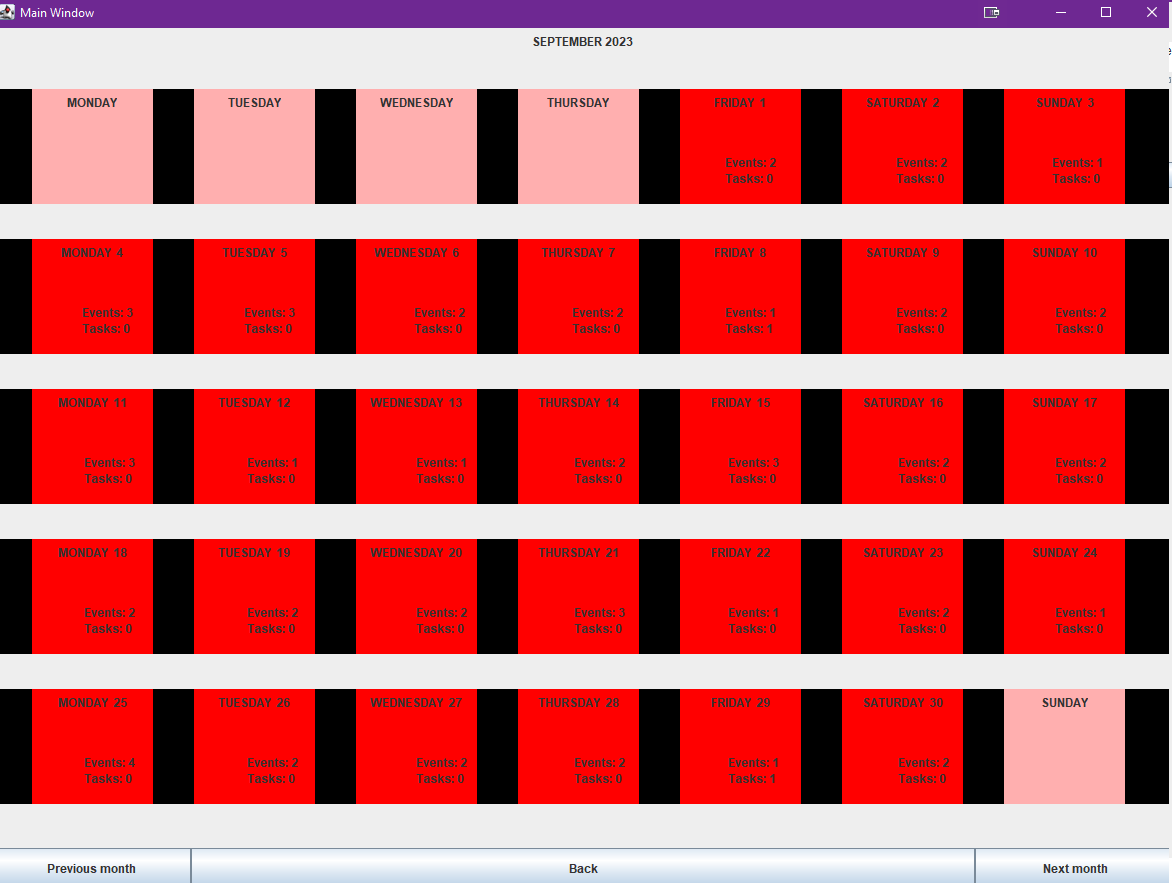 Main Window
SEPTEMBER 2023
MONDAY TUESDAY WEDNESDAY THURSDAY FRIDAY 1 SATURDAY 2 SUNDAY 3
Events: 2 Events: 2 Events: 1
Tasks: 0 Tasks: 0 Tasks: 0
MONDAY 4 TUESDAY 5 WEDNESDAY 6 THURSDAY 7 FRIDAY 8 SATURDAY 9 SUNDAY 10
Events: 3 Events: 3 Events: 2 Events: 2 Events: 1 Events: 2 Events: 2
Tasks: 0 Tasks: 0 Tasks: 0 Tasks: 0 Tasks: 1 Tasks: 0 Tasks: 0
MONDAY 11 TUESDAY 12 WEDNESDAY 13 THURSDAY 14 FRIDAY 15 SATURDAY 16 SUNDAY 17
Events: 3 Events: 1 Events: 1 Events: 2 Events: 3 Events: 2 Events: 2
Tasks: 0 Tasks: 0 Tasks: 0 Tasks: 0 Tasks: 0 Tasks: 0 Tasks: 0
MONDAY 18 TUESDAY 19 WEDNESDAY 20 THURSDAY 21 FRIDAY 22 SATURDAY 23 SUNDAY 24
Events: 2 Events: 2 Events: 2 Events: 3 Events: 1 Events: 2 Events: 1
Tasks: 0 Tasks: 0 Tasks: 0 Tasks: 0 Tasks: 0 Tasks: 0 Tasks: 0
MONDAY 25 TUESDAY 26 WEDNESDAY 27 THURSDAY 28 FRIDAY 29 SATURDAY 30 SUNDAY
Events: 4 Events: 2 Events: 2 Events: 2 Events: 1 Events: 2
Tasks: 0 Tasks: 0 Tasks: 0 Tasks: 0 Tasks: 1 Tasks: 0
Previous month Back Next month